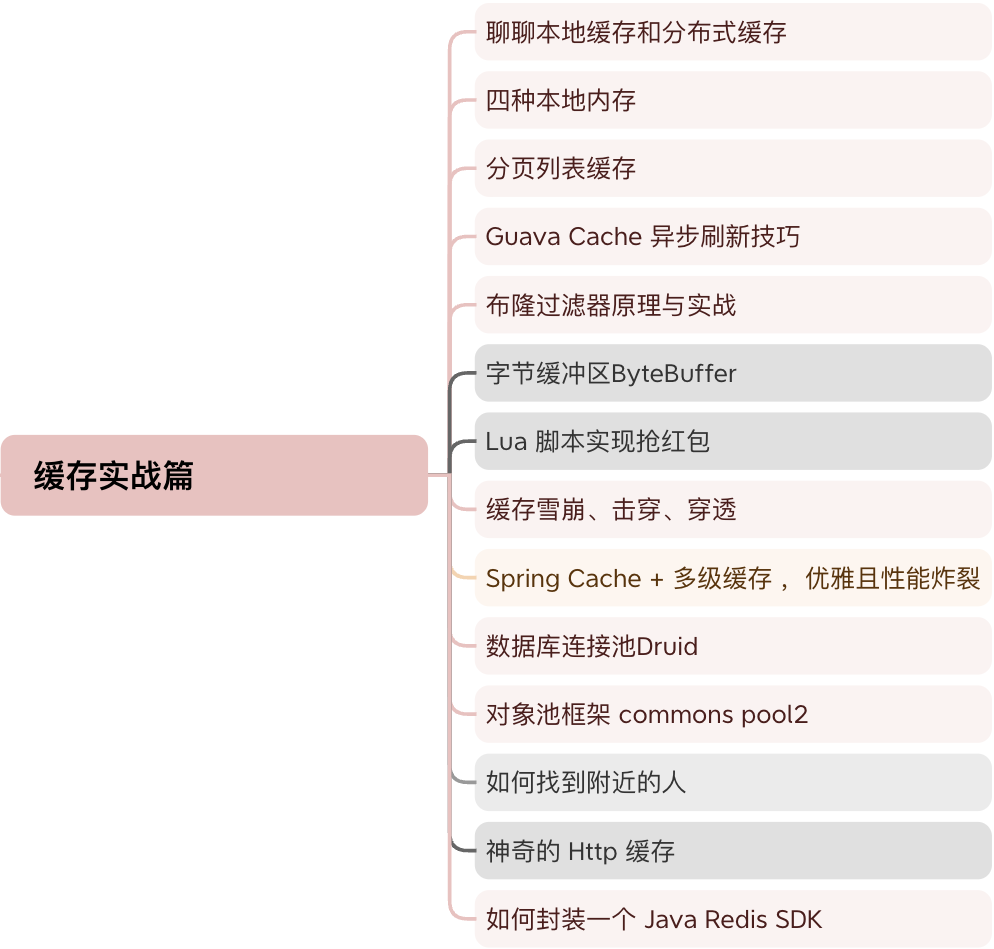 聊聊本地缓存和分布式缓存
四种本地内存
分页列表缓存
Guava Cache 异步刷新技巧
布隆过滤器原理与实战
字节缓冲区ByteBuffer
Lua 脚本实现抢红包
缓存实战篇
缓存雪崩、击穿、穿透
Spring Cache + 多级缓存 ，优雅且性能炸裂
数据库连接池Druid
对象池框架 commons pool2
如何找到附近的人
神奇的 Http 缓存
如何封装一个 Java Redis SDK